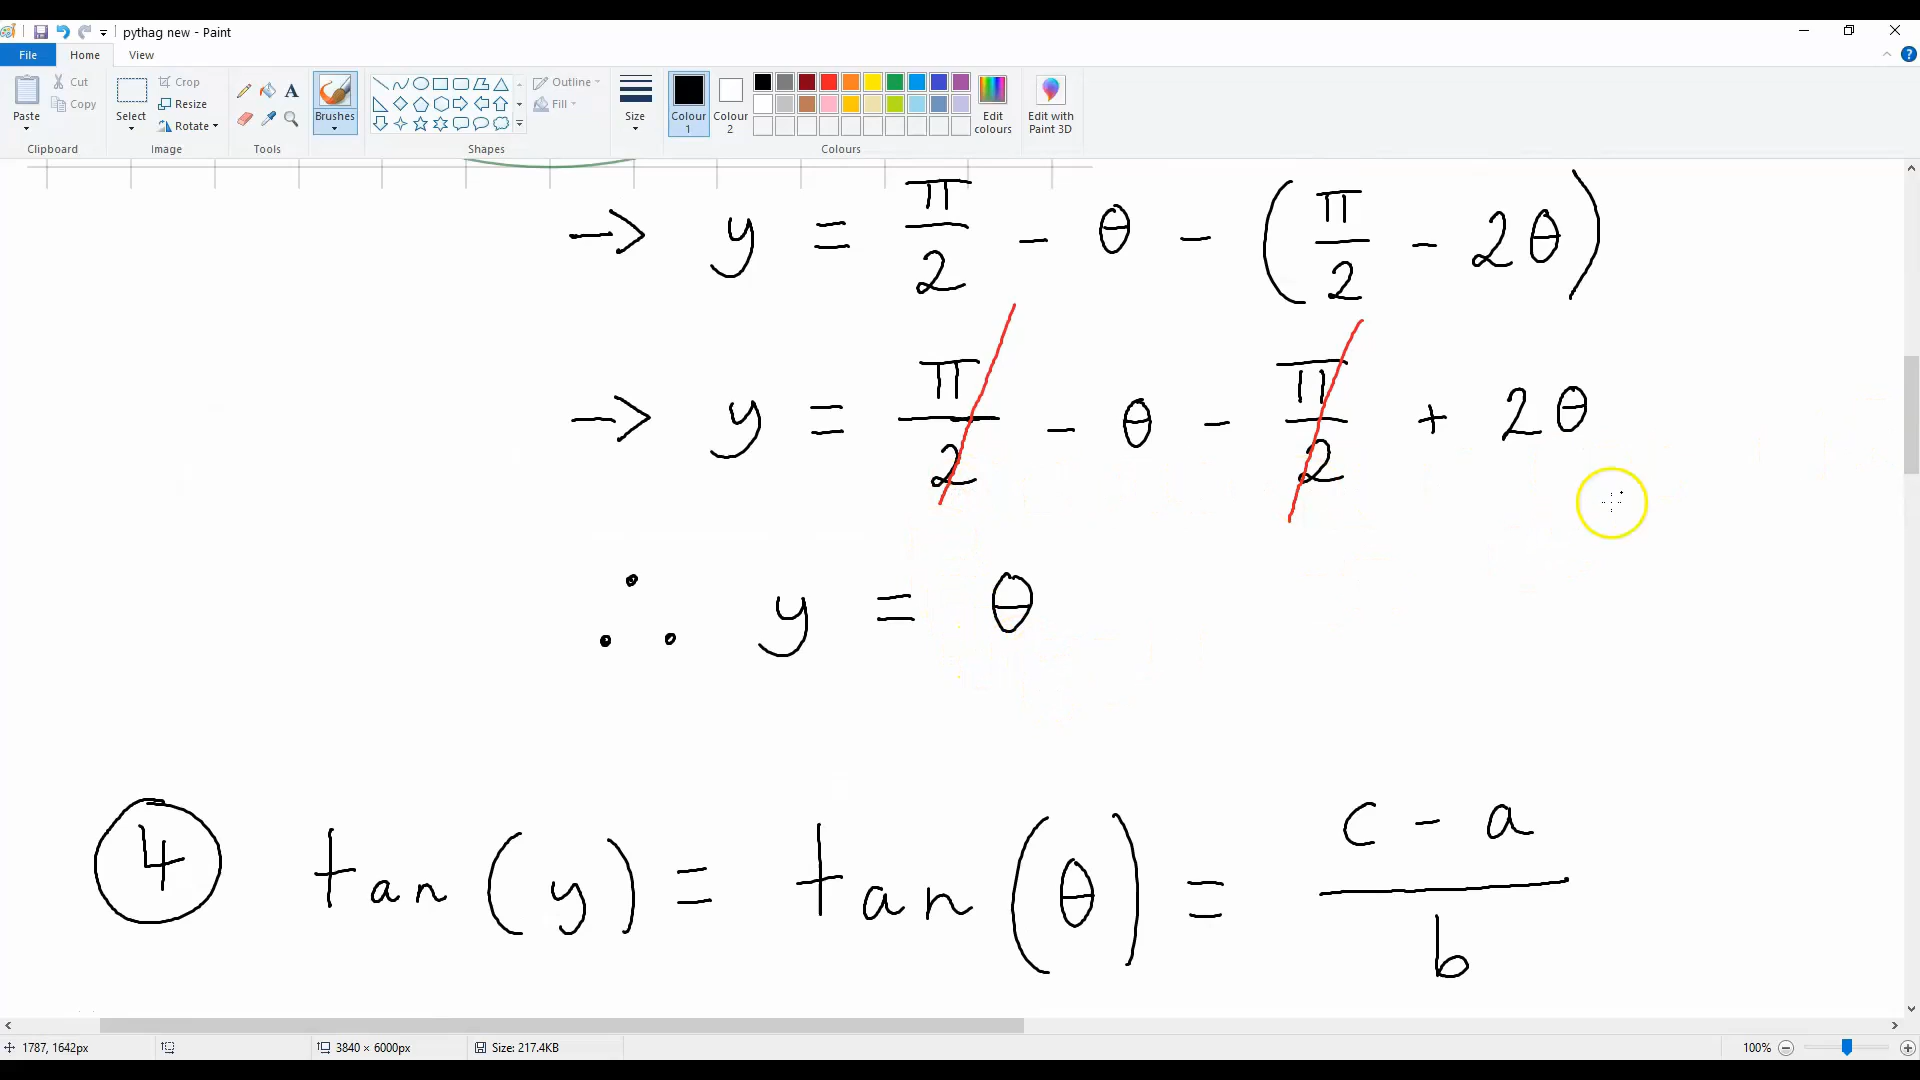 pythag new - Paint
File Home View
Paste
Cut
Copy
Clipboard
Select
Crop
Resize
Rotate
Image
A
Tools
Brushes
Shapes
Outline
Fill
Size
Colour 1
Colour 2
Edit colours
Colours
Edit with Paint 3D
→ y = π/2 - θ - (π/2 - 2θ)
→ y = π/2 - θ - π/2 + 2θ
∴ y = θ
④ tan(y) = tan(θ) = c - a / b
1787, 1642px
3840 × 6000px
Size: 217.4KB
100%